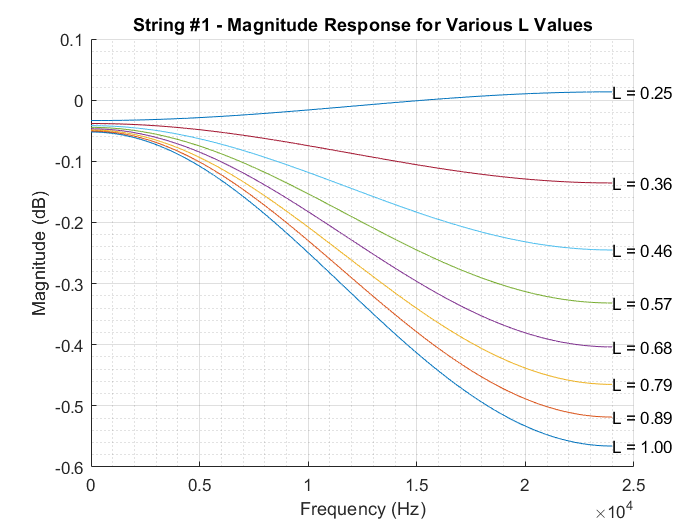 String #1 - Magnitude Response for Various L Values
0.1
0
-0.1
-0.2
-0.3
-0.4
-0.5
-0.6
Magnitude (dB)
L = 0.25
L = 0.36
L = 0.46
L = 0.57
L = 0.68
L = 0.79
L = 0.89
L = 1.00
0 0.5 1 1.5 2 2.5
Frequency (Hz)
×10⁴